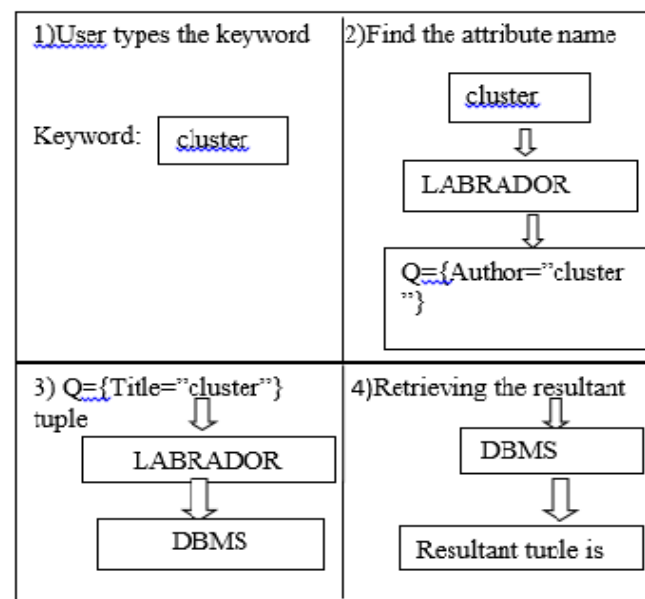 1)User types the keyword
Keyword:
cluster
2)Find the attribute name
cluster
LABRADOR
Q={Author=”cluster
”}
3) Q={Title=”cluster”}
tuple
LABRADOR
DBMS
4)Retrieving the resultant
DBMS
Resultant tuple is